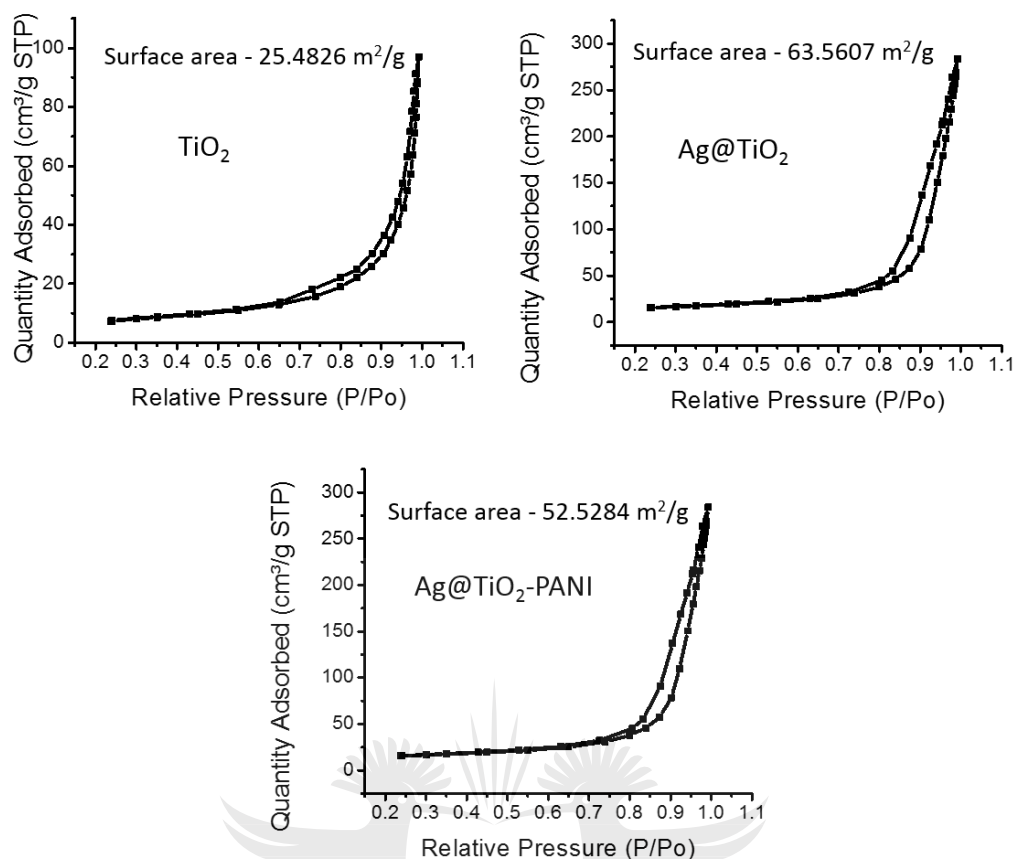 Surface area - 25.4826 m²/g
TiO₂
Quantity Adsorbed (cm³/g STP)
100
80
60
40
20
0
0.2 0.3 0.4 0.5 0.6 0.7 0.8 0.9 1.0 1.1
Relative Pressure (P/Po)
Surface area - 63.5607 m²/g
Ag@TiO₂
Quantity Adsorbed (cm³/g STP)
300
250
200
150
100
50
0
0.2 0.3 0.4 0.5 0.6 0.7 0.8 0.9 1.0 1.1
Relative Pressure (P/Po)
Surface area - 52.5284 m²/g
Ag@TiO₂-PANI
Quantity Adsorbed (cm³/g STP)
300
250
200
150
100
50
0
0.2 0.3 0.4 0.5 0.6 0.7 0.8 0.9 1.0 1.1
Relative Pressure (P/Po)